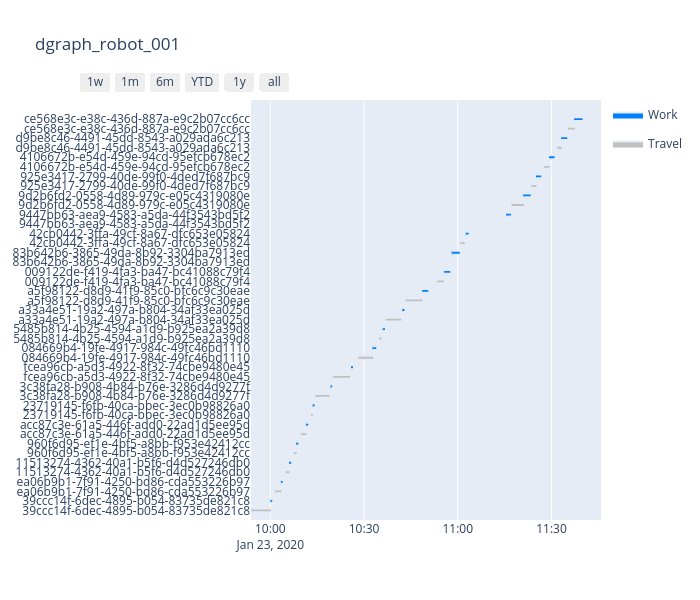 dgraph_robot_001
1w 1m 6m YTD 1y all
Work
Travel
ce568e3c-e38c-436d-887a-e9c2b07cc6cc
ce568e3c-e38c-436d-887a-e9c2b07cc6cc
d9be8c46-4491-45dd-8543-a029ada6c213
d9be8c46-4491-45dd-8543-a029ada6c213
4106672b-e54d-459e-94cd-95efcb678ec2
4106672b-e54d-459e-94cd-95efcb678ec2
925e3417-2799-40de-99f0-4ded7f687bc9
925e3417-2799-40de-99f0-4ded7f687bc9
9d2b6fd2-0558-4d89-979c-e05c4319080e
9d2b6fd2-0558-4d89-979c-e05c4319080e
9447bb63-aea9-4583-a5da-44f3543bd5f2
9447bb63-aea9-4583-a5da-44f3543bd5f2
42cb0442-3ffa-49cf-8a67-dfc653e05824
42cb0442-3ffa-49cf-8a67-dfc653e05824
83b642b6-3865-49da-8b92-3304ba7913ed
83b642b6-3865-49da-8b92-3304ba7913ed
009122de-f419-4fa3-ba47-bc41088c79f4
009122de-f419-4fa3-ba47-bc41088c79f4
a5f98122-d8d9-41f9-85c0-bfc6c9c30eae
a5f98122-d8d9-41f9-85c0-bfc6c9c30eae
a33a4e51-19a2-497a-b804-34af33ea025d
a33a4e51-19a2-497a-b804-34af33ea025d
5485b814-4b25-4594-a1d9-b925ea2a39d8
5485b814-4b25-4594-a1d9-b925ea2a39d8
084669b4-19fe-4917-984c-49fc46bd1110
084669b4-19fe-4917-984c-49fc46bd1110
fcea96cb-a5d3-4922-8f32-74cbe9480e45
fcea96cb-a5d3-4922-8f32-74cbe9480e45
3c38fa28-b908-4b84-b76e-3286d4d9277f
3c38fa28-b908-4b84-b76e-3286d4d9277f
23719145-f6fb-40ca-bbec-3ec0b98826a0
23719145-f6fb-40ca-bbec-3ec0b98826a0
acc87c3e-61a5-446f-add0-22ad1d5ee95d
acc87c3e-61a5-446f-add0-22ad1d5ee95d
960f6d95-ef1e-4bf5-a8bb-f953e42412cc
960f6d95-ef1e-4bf5-a8bb-f953e42412cc
11513274-4362-40a1-b5f6-d4d527246db0
11513274-4362-40a1-b5f6-d4d527246db0
ea06b9b1-7f91-4250-bd86-cda553226b97
ea06b9b1-7f91-4250-bd86-cda553226b97
39ccc14f-6dec-4895-b054-83735de821c8
39ccc14f-6dec-4895-b054-83735de821c8
10:00 10:30 11:00 11:30
Jan 23, 2020